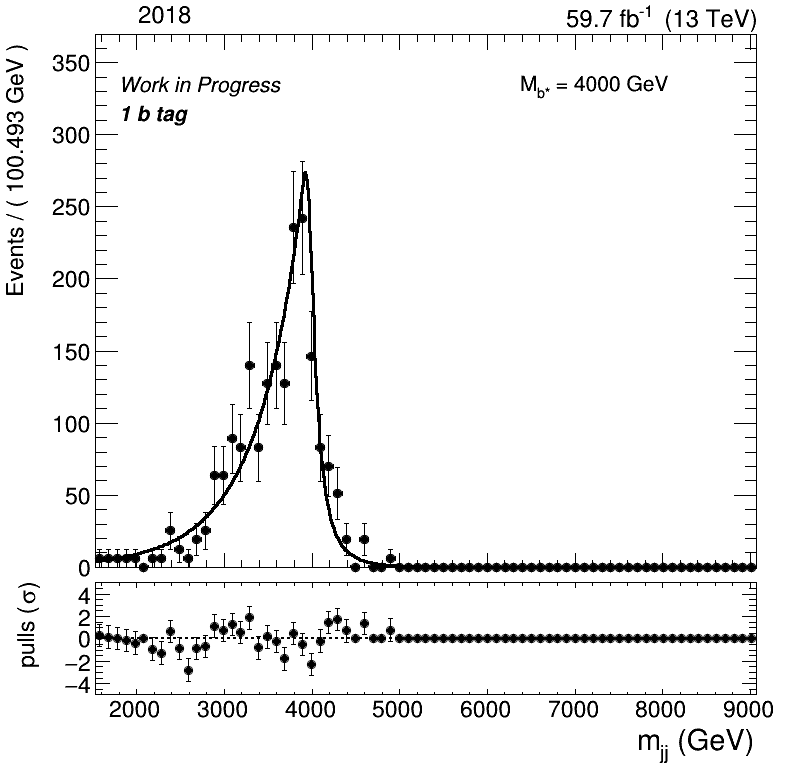 2018
59.7 fb⁻¹ (13 TeV)
Events / ( 100.493 GeV )
350
300
250
200
150
100
50
0
Work in Progress
1 b tag
M_b* = 4000 GeV
pulls (σ)
4
2
0
−2
−4
2000 3000 4000 5000 6000 7000 8000 9000
m_jj (GeV)